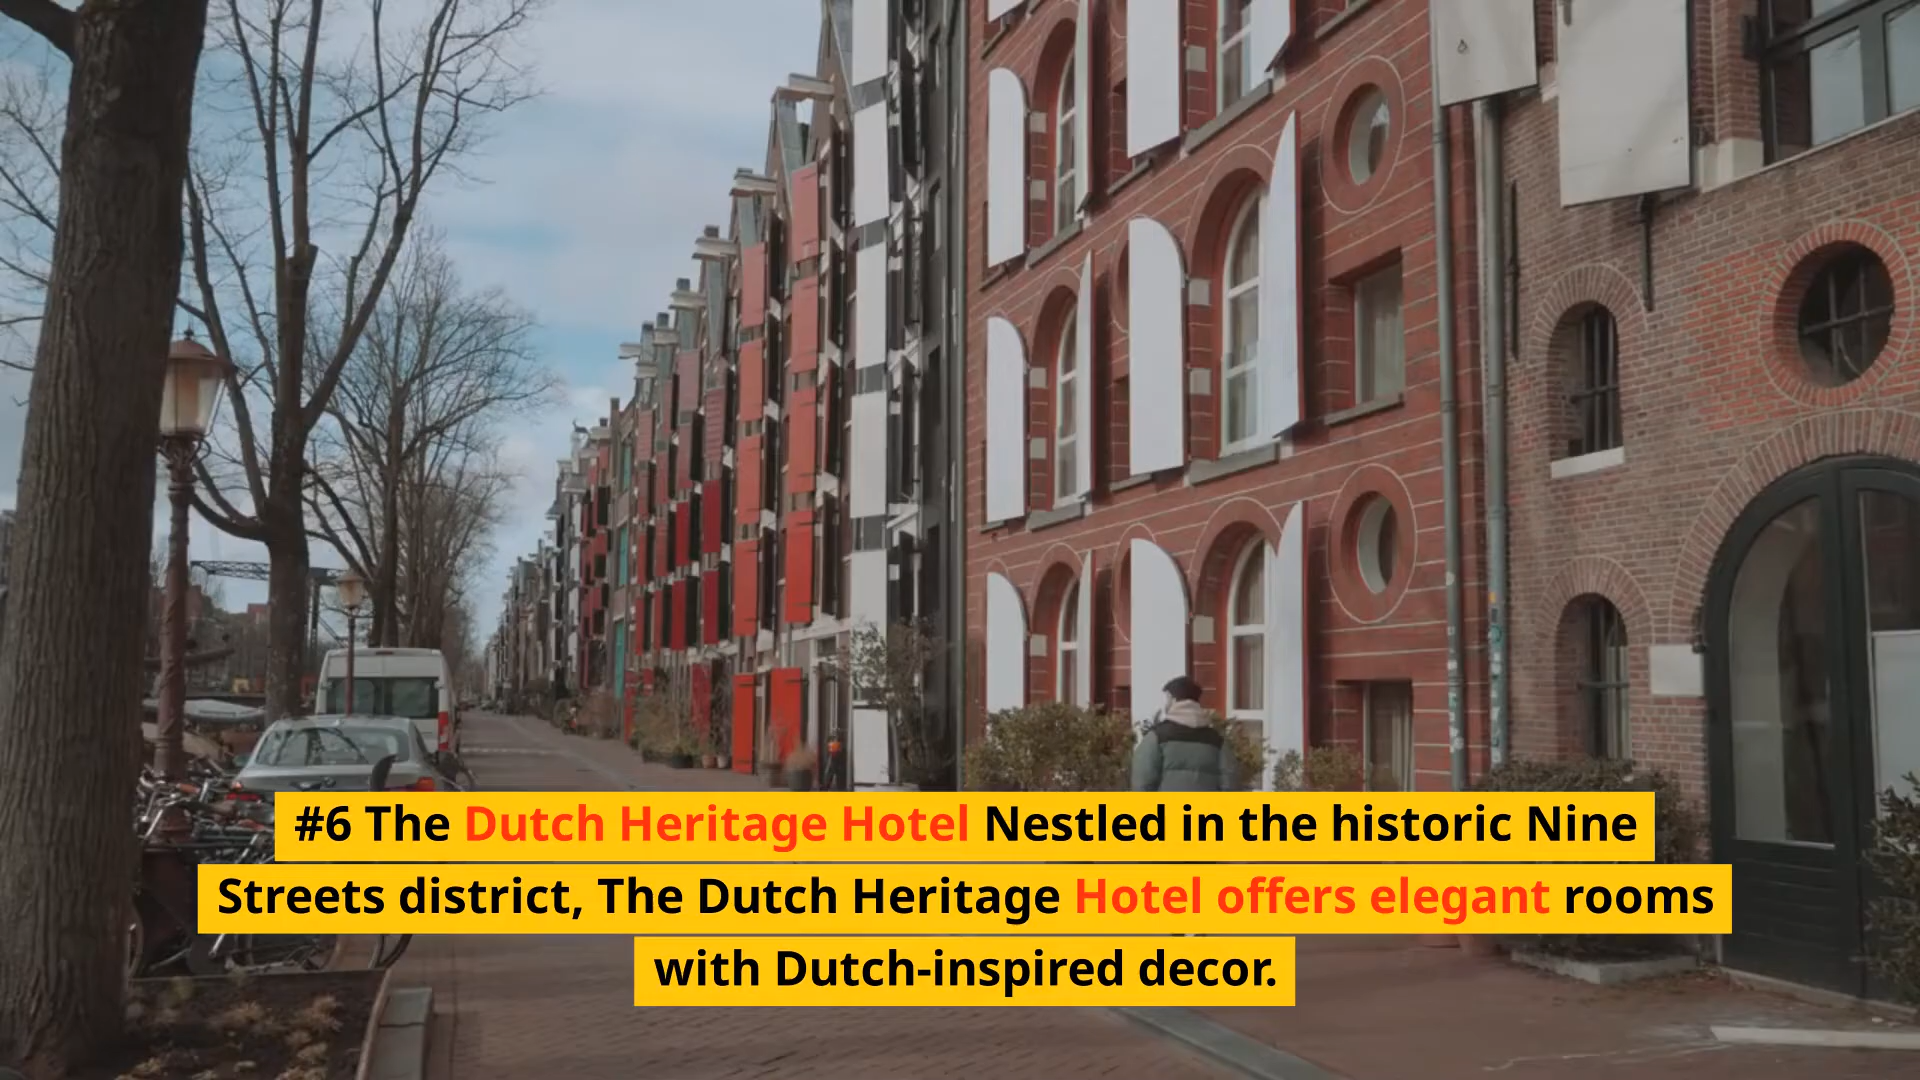 #6 The Dutch Heritage Hotel Nestled in the historic Nine
Streets district, The Dutch Heritage Hotel offers elegant rooms
with Dutch-inspired decor.